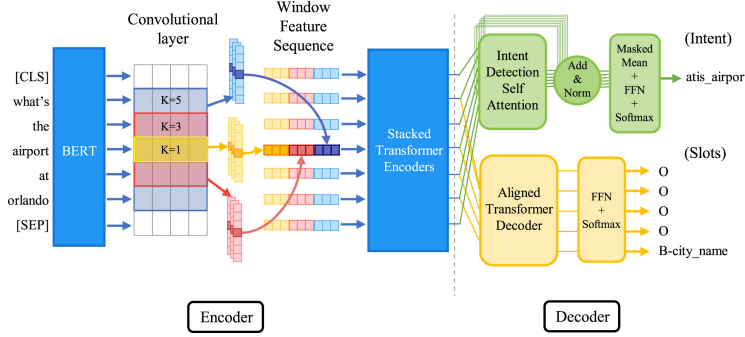 Convolutional
layer
Window
Feature
Sequence
[CLS]
what's
the
airport
at
orlando
[SEP]
BERT
K=5
K=3
K=1
Stacked
Transformer
Encoders
Intent
Detection
Self
Attention
Add
&
Norm
Masked
Mean
+
FFN
+
Softmax
(Intent)
atis_airpor
Aligned
Transformer
Decoder
FFN
+
Softmax
(Slots)
O
O
O
O
B-city_name
Encoder
Decoder